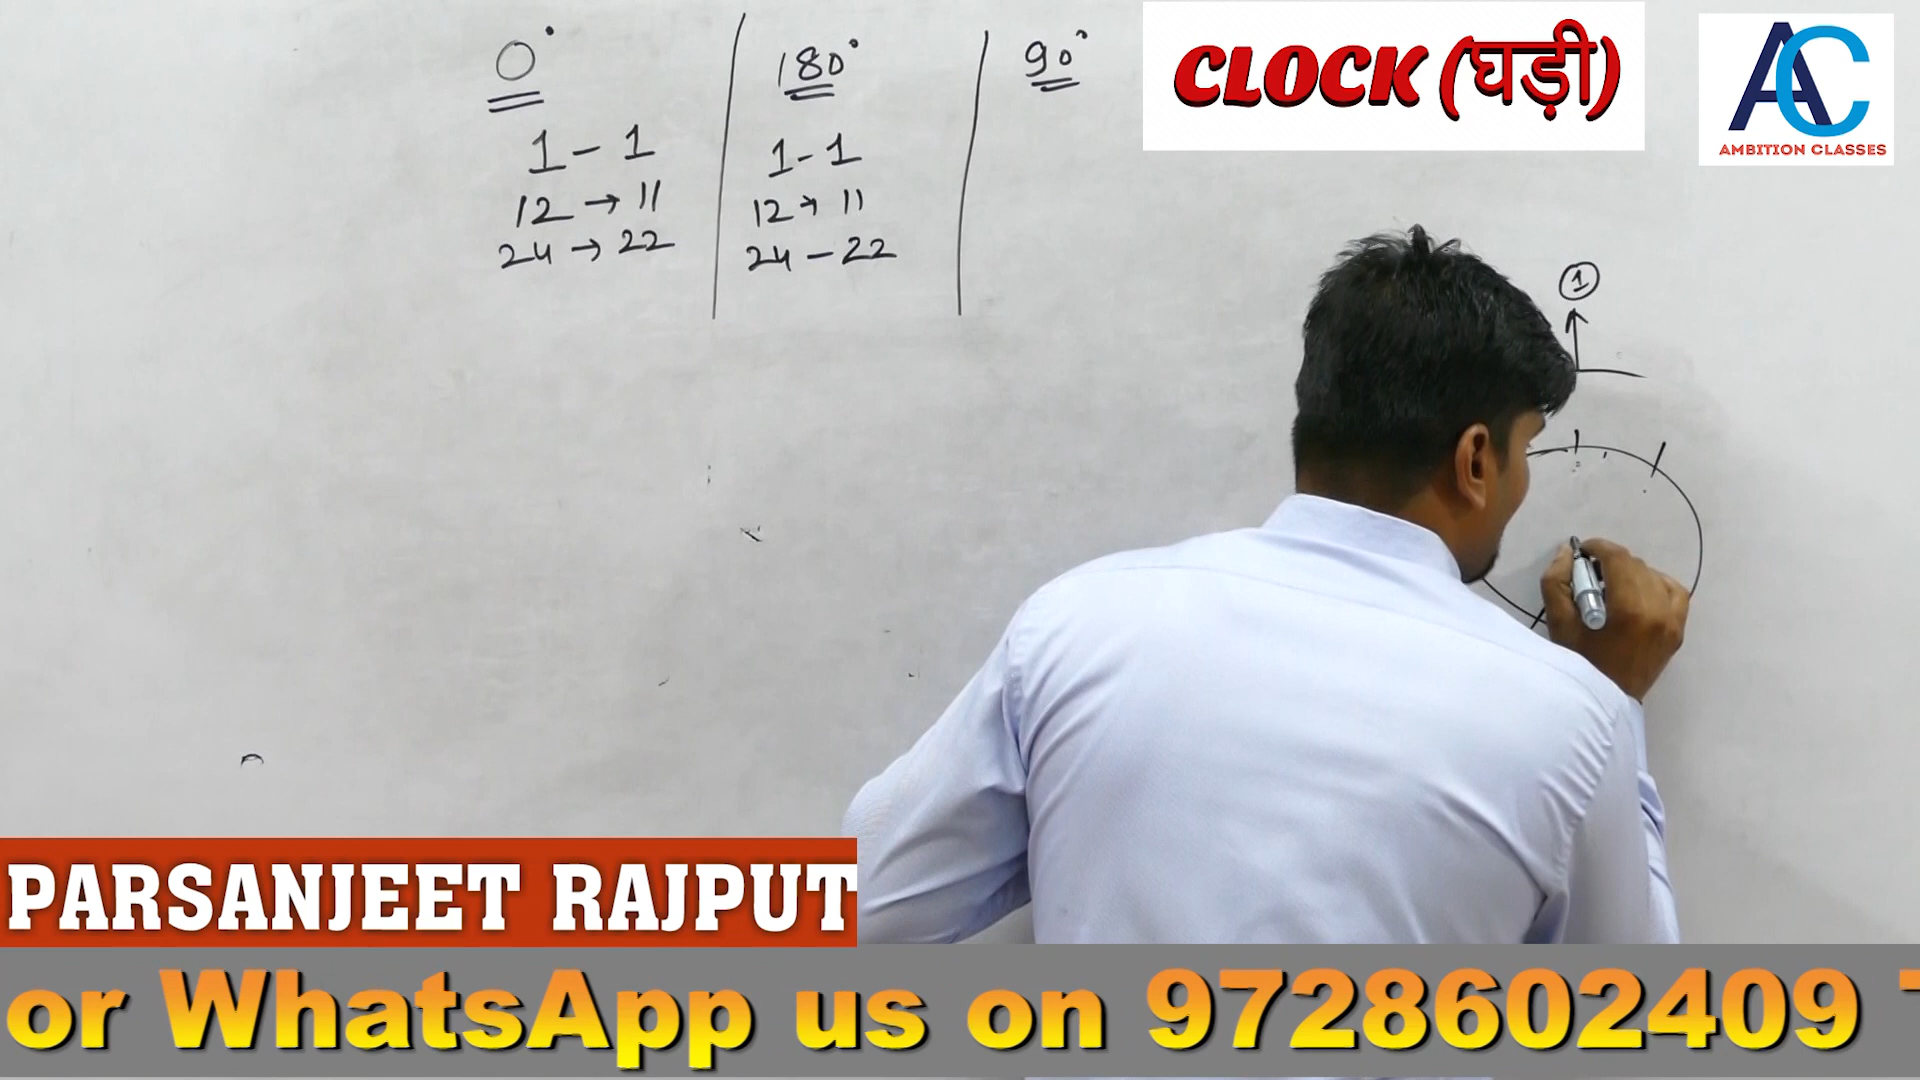 0°
1 - 1
12 → 11
24 → 22
180°
1 - 1
12 → 11
24 - 22
90°
CLOCK (घड़ी)
AC
AMBITION CLASSES
1
PARSANJEET RAJPUT
or WhatsApp us on 9728602409